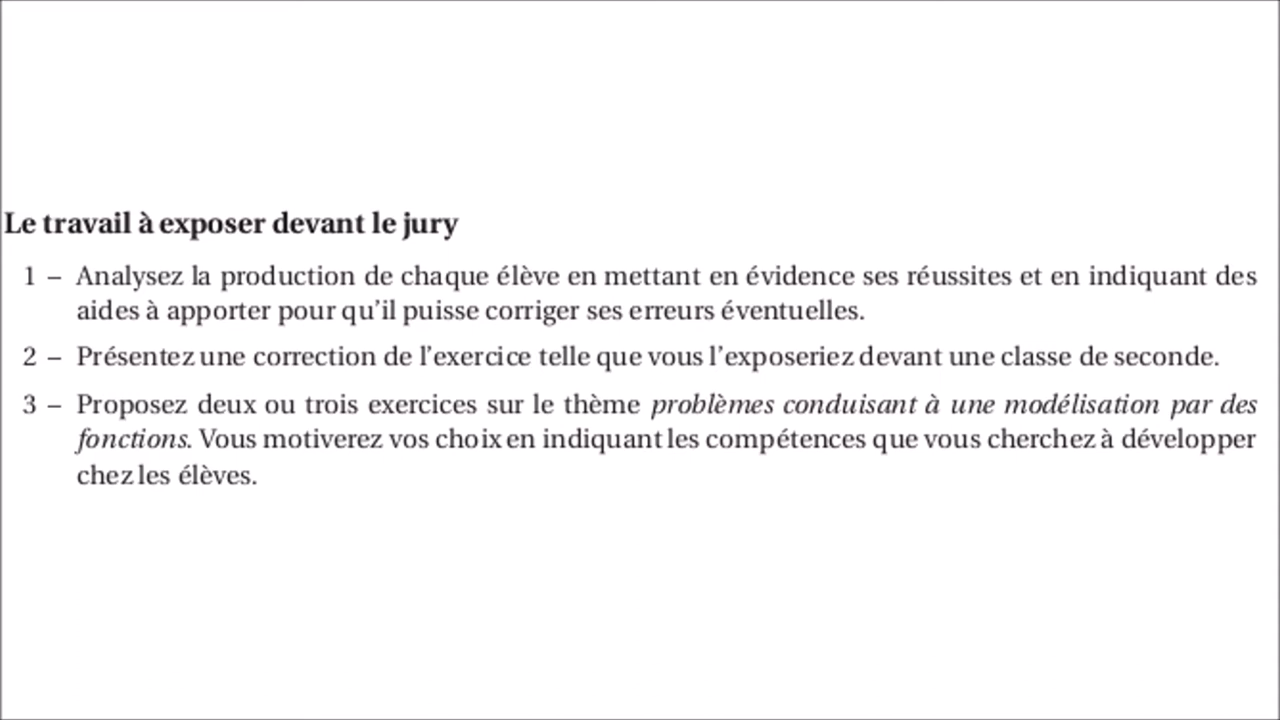 Le travail à exposer devant le jury
1 – Analysez la production de chaque élève en mettant en évidence ses réussites et en indiquant des
aides à apporter pour qu'il puisse corriger ses erreurs éventuelles.
2 – Présentez une correction de l'exercice telle que vous l'exposeriez devant une classe de seconde.
3 – Proposez deux ou trois exercices sur le thème problèmes conduisant à une modélisation par des
fonctions. Vous motiverez vos choix en indiquant les compétences que vous cherchez à développer
chez les élèves.